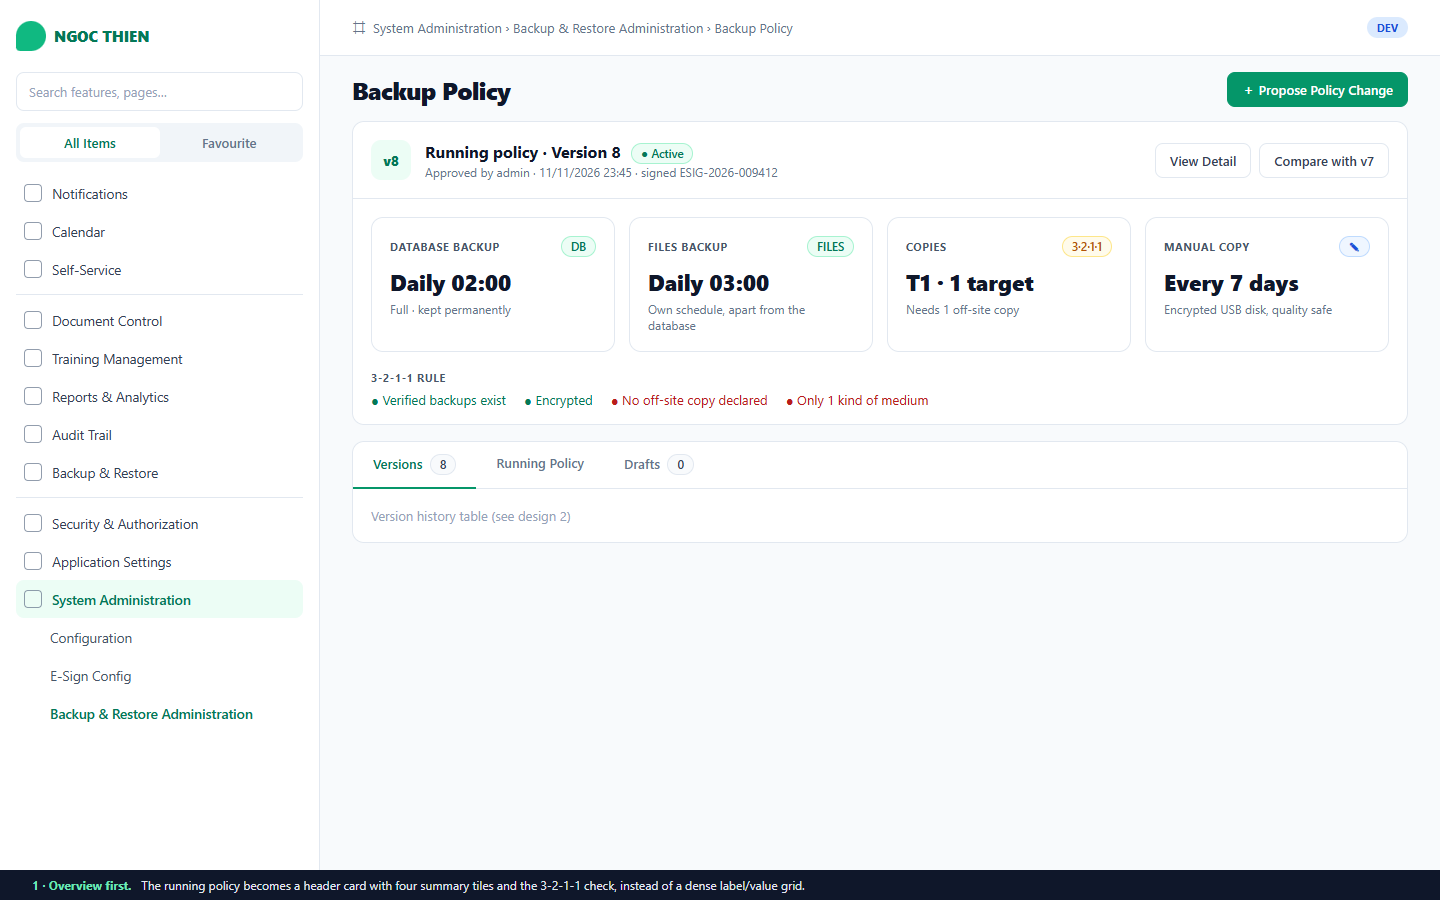 NGOC THIEN
Search features, pages...
All Items
Favourite
Notifications
Calendar
Self-Service
Document Control
Training Management
Reports & Analytics
Audit Trail
Backup & Restore
Security & Authorization
Application Settings
System Administration
Configuration
E-Sign Config
Backup & Restore Administration
System Administration › Backup & Restore Administration › Backup Policy
DEV
Backup Policy
+ Propose Policy Change
v8
Running policy · Version 8
● Active
Approved by admin · 11/11/2026 23:45 · signed ESIG-2026-009412
View Detail
Compare with v7
DATABASE BACKUP
DB
Daily 02:00
Full · kept permanently
FILES BACKUP
FILES
Daily 03:00
Own schedule, apart from the
database
COPIES
3-2-1-1
T1 · 1 target
Needs 1 off-site copy
MANUAL COPY
Every 7 days
Encrypted USB disk, quality safe
3-2-1-1 RULE
● Verified backups exist
● Encrypted
● No off-site copy declared
● Only 1 kind of medium
Versions 8
Running Policy
Drafts 0
Version history table (see design 2)
1 · Overview first. The running policy becomes a header card with four summary tiles and the 3-2-1-1 check, instead of a dense label/value grid.